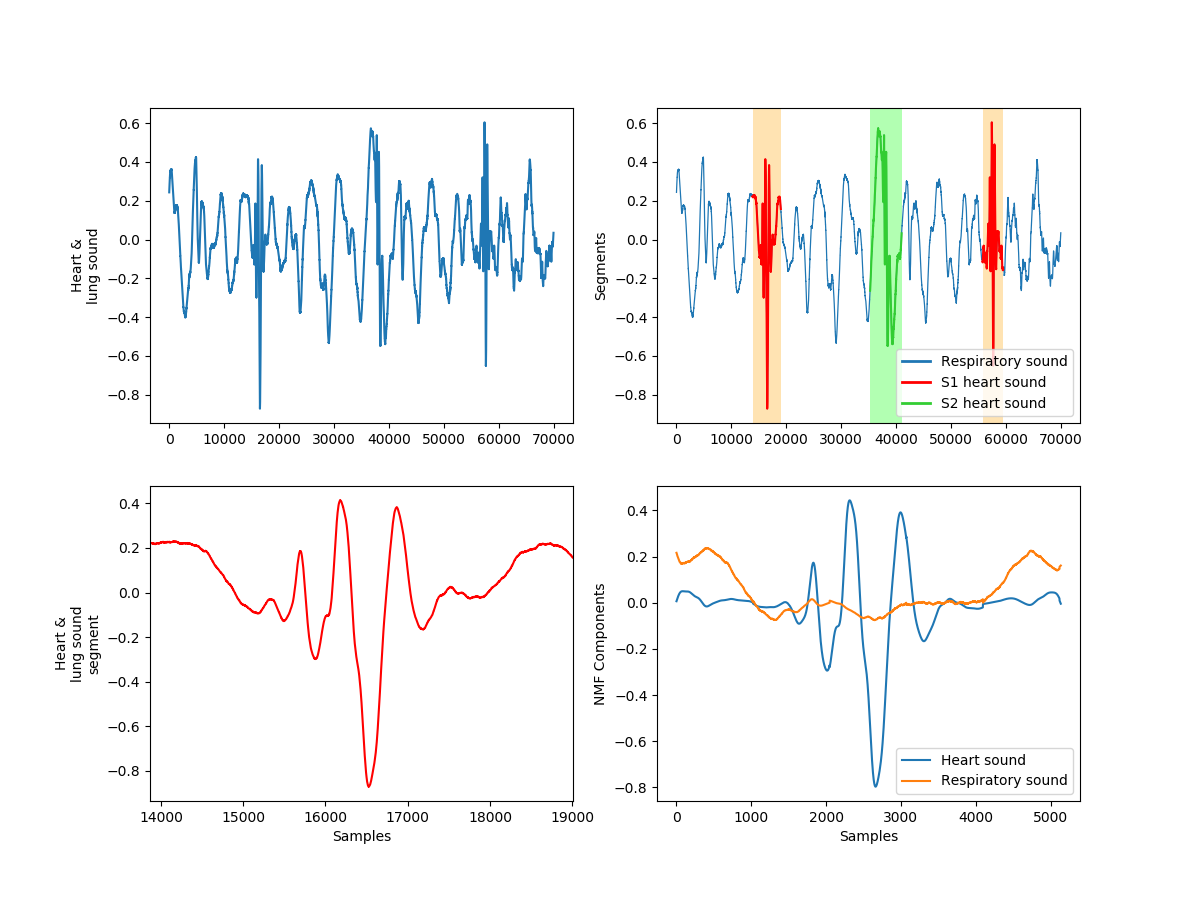 Heart &
lung sound
0.6
0.4
0.2
0.0
−0.2
−0.4
−0.6
−0.8
0 10000 20000 30000 40000 50000 60000 70000
Segments
0.6
0.4
0.2
0.0
−0.2
−0.4
−0.6
−0.8
Respiratory sound
S1 heart sound
S2 heart sound
0 10000 20000 30000 40000 50000 60000 70000
Heart &
lung sound
segment
0.4
0.2
0.0
−0.2
−0.4
−0.6
−0.8
14000 15000 16000 17000 18000 19000
Samples
NMF Components
0.4
0.2
0.0
−0.2
−0.4
−0.6
−0.8
Heart sound
Respiratory sound
0 1000 2000 3000 4000 5000
Samples